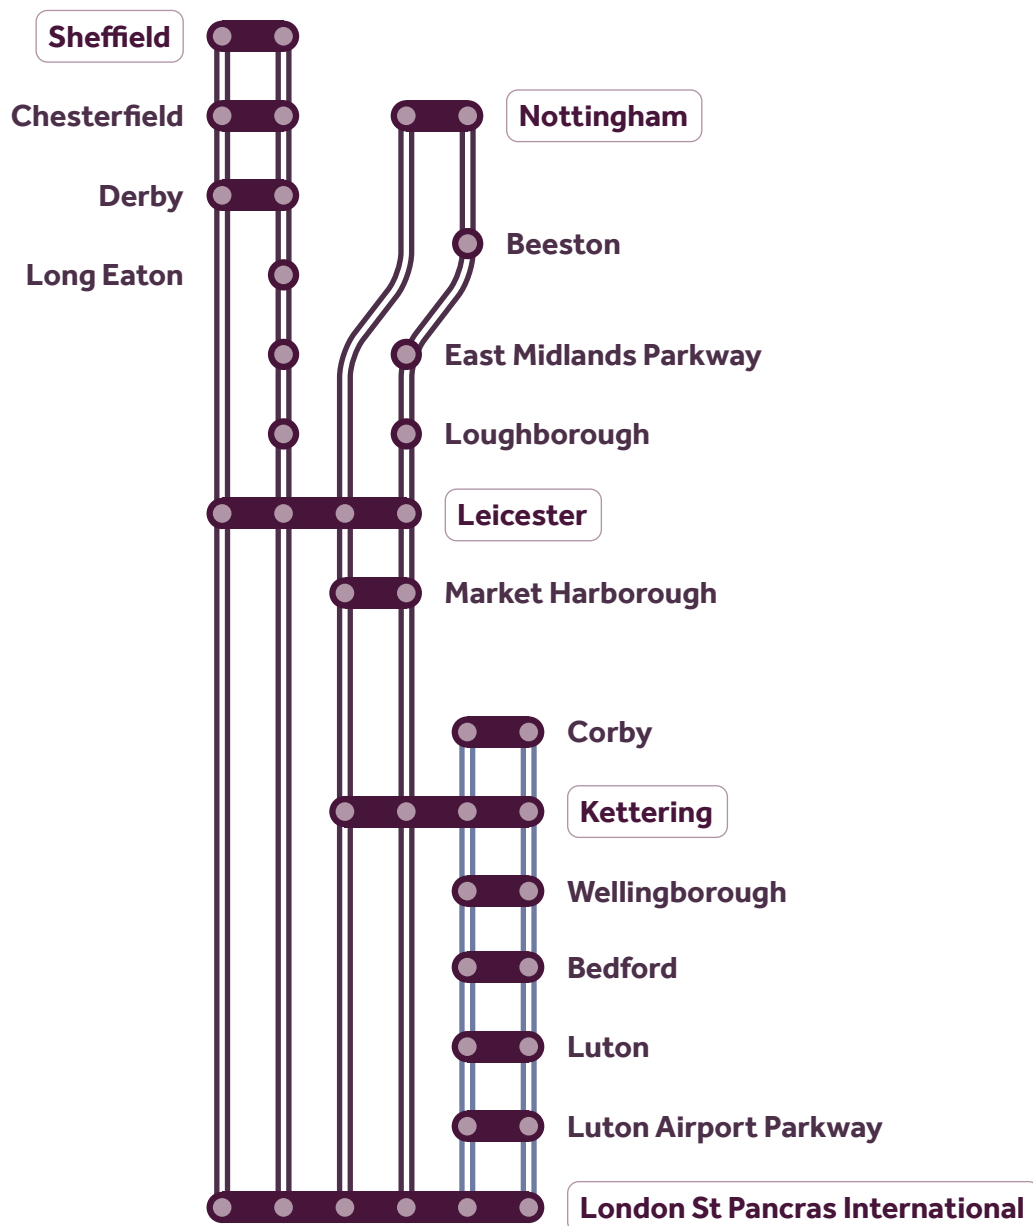 Sheffield
Chesterfield
Nottingham
Derby
Beeston
Long Eaton
East Midlands Parkway
Loughborough
Leicester
Market Harborough
Corby
Kettering
Wellingborough
Bedford
Luton
Luton Airport Parkway
London St Pancras International